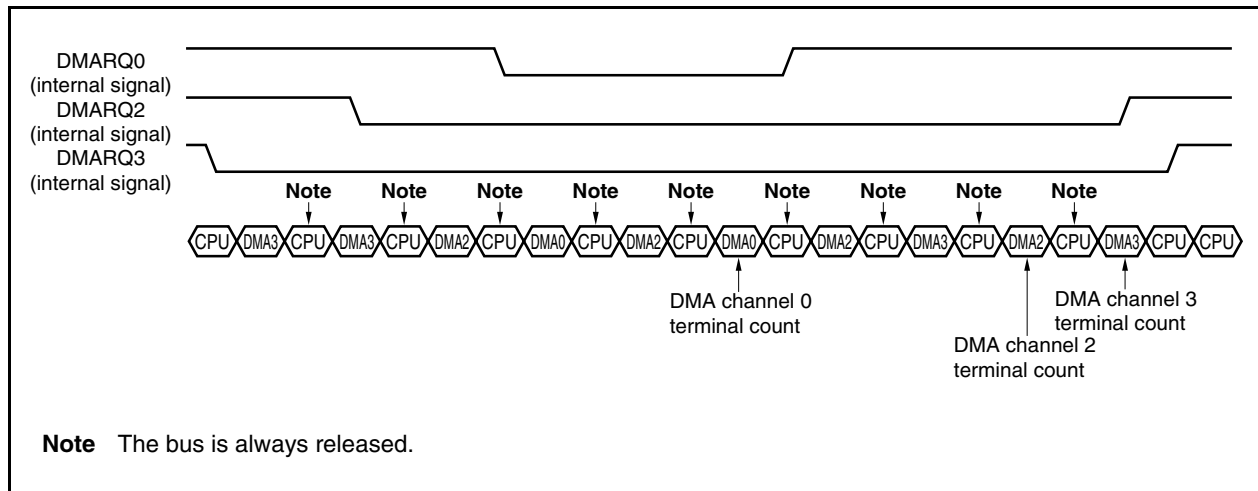 DMARQ0
(internal signal)
DMARQ2
(internal signal)
DMARQ3
(internal signal)
Note Note Note Note Note Note Note Note Note
CPU DMA3 CPU DMA3 CPU DMA2 CPU DMA0 CPU DMA2 CPU DMA0 CPU DMA2 CPU DMA3 CPU DMA2 CPU DMA3 CPU CPU
DMA channel 0
terminal count
DMA channel 3
terminal count
DMA channel 2
terminal count
Note The bus is always released.